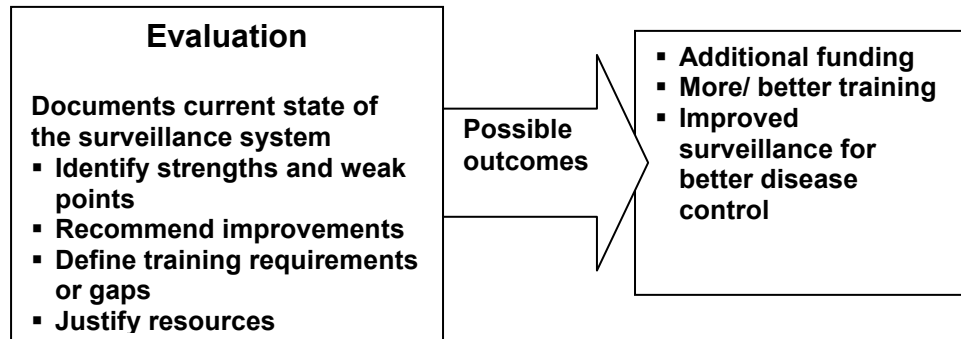 Evaluation
Documents current state of
the surveillance system
▪ Identify strengths and weak
points
▪ Recommend improvements
▪ Define training requirements
or gaps
▪ Justify resources
Possible
outcomes
▪ Additional funding
▪ More/ better training
▪ Improved
surveillance for
better disease
control